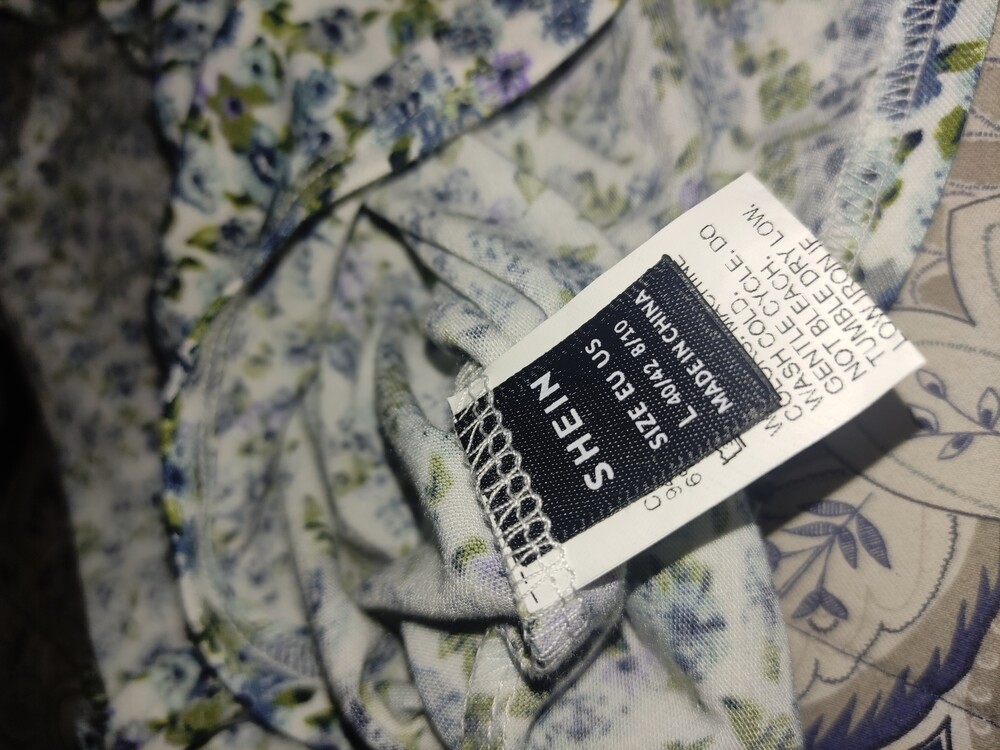 SHEIN
SIZE EU US
L 40/42 8/10
MADE IN CHINA
WASH COLD,
GENTLE CYCLE. DO
NOT BLEACH.
TUMBLE DRY LOW.
LOW IRON IF